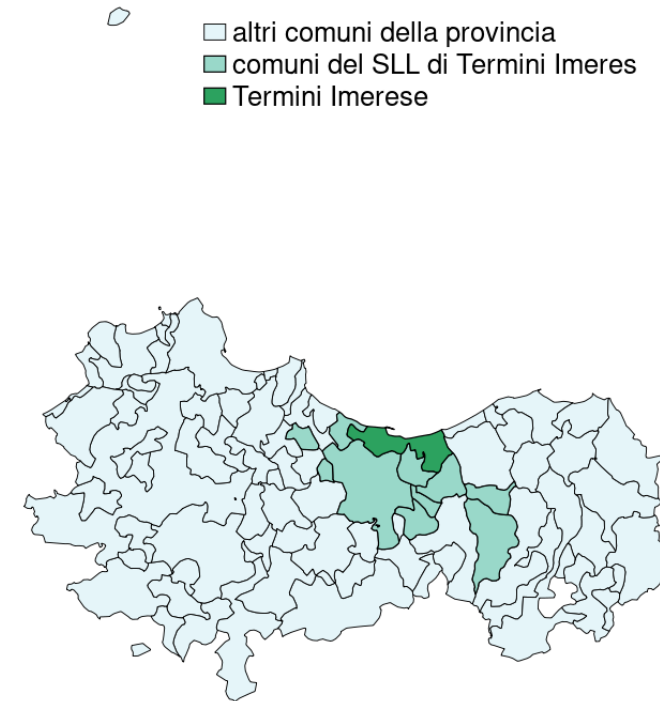 altri comuni della provincia
comuni del SLL di Termini Imeres
Termini Imerese